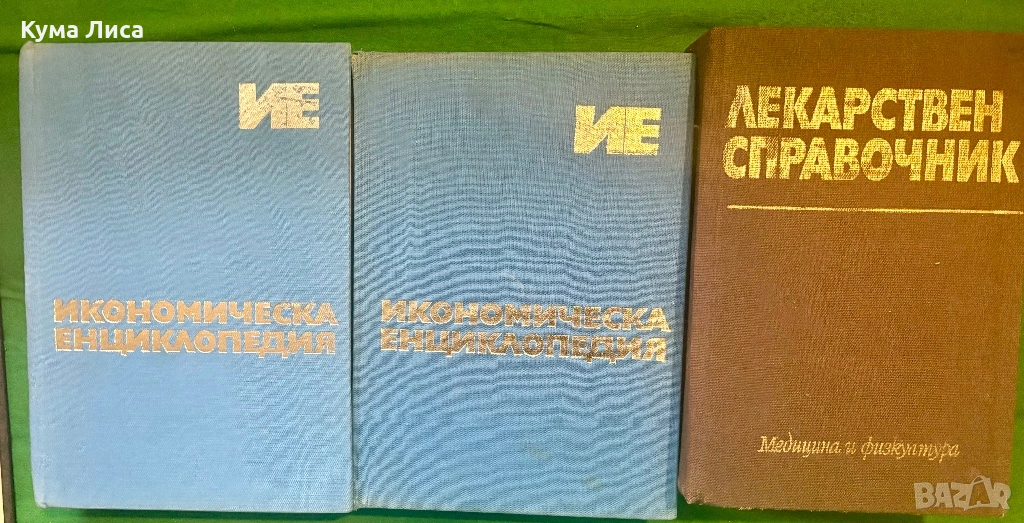 Кума Лиса
ИЕ
ИКОНОМИЧЕСКА
ЕНЦИКЛОПЕДИЯ
ИЕ
ИКОНОМИЧЕСКА
ЕНЦИКЛОПЕДИЯ
ЛЕКАРСТВЕН
СПРАВОЧНИК
Медицина и физкултура
BAZAR